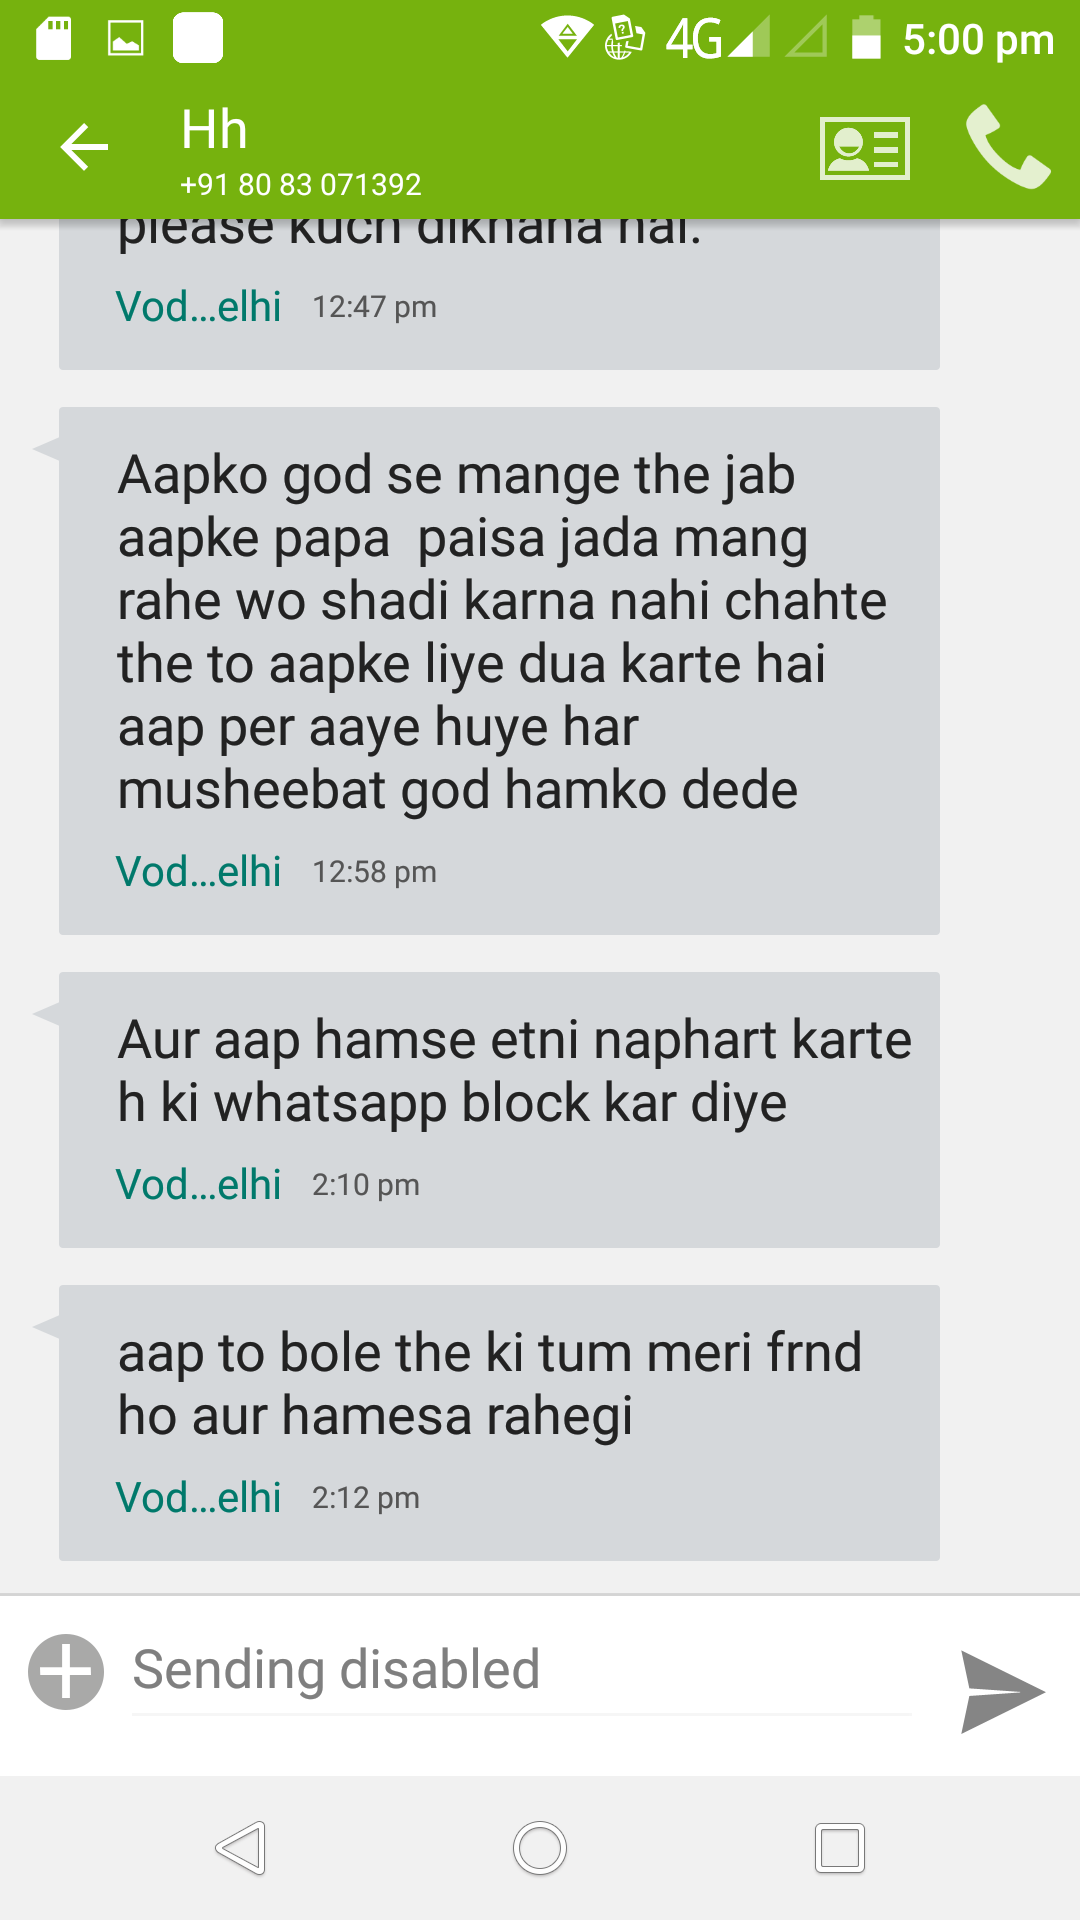 4G 5:00 pm
Hh
+91 80 83 071392
please kuch dikhana hai.
Vod...elhi 12:47 pm
Aapko god se mange the jab
aapke papa  paisa jada mang
rahe wo shadi karna nahi chahte
the to aapke liye dua karte hai
aap per aaye huye har
musheebat god hamko dede
Vod...elhi 12:58 pm
Aur aap hamse etni naphart karte
h ki whatsapp block kar diye
Vod...elhi 2:10 pm
aap to bole the ki tum meri frnd
ho aur hamesa rahegi
Vod...elhi 2:12 pm
Sending disabled